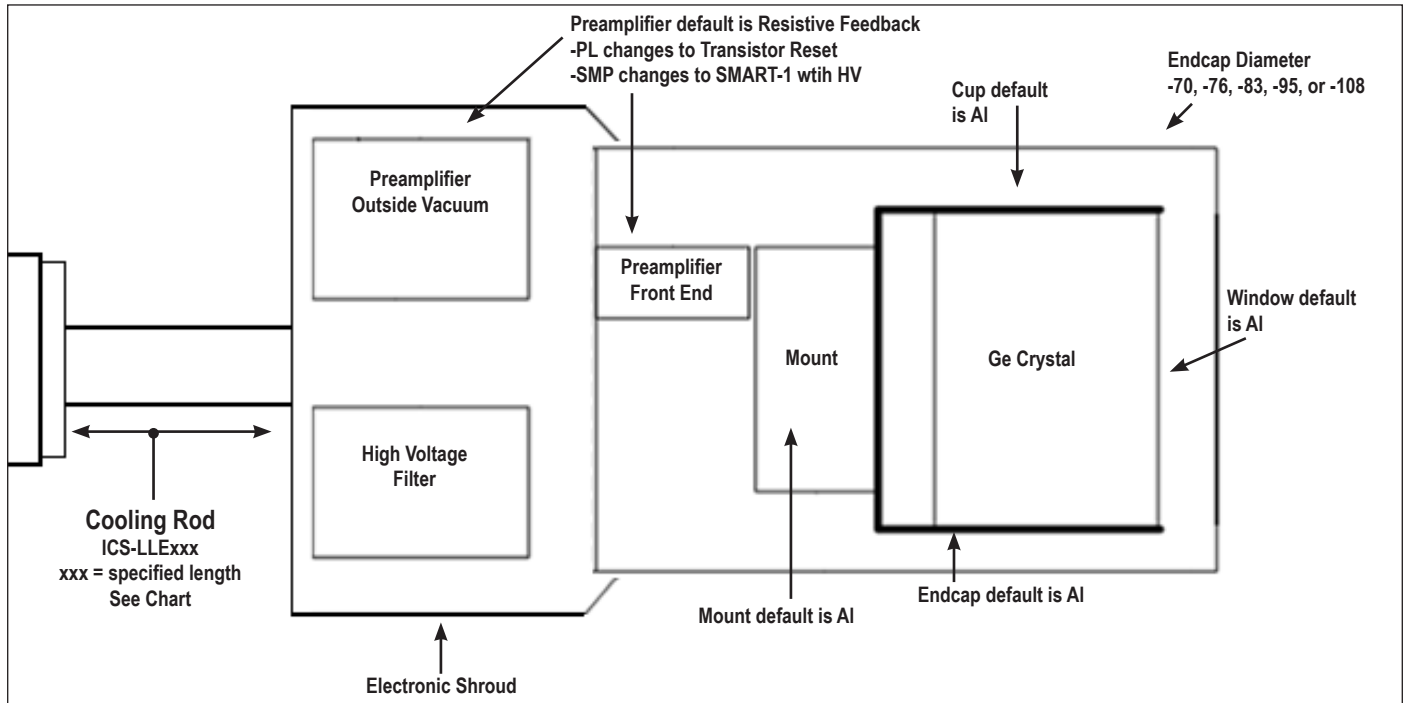 Preamplifier default is Resistive Feedback
-PL changes to Transistor Reset
-SMP changes to SMART-1 wtih HV
Endcap Diameter
-70, -76, -83, -95, or -108
Cup default
is Al
Preamplifier
Outside Vacuum
Preamplifier
Front End
Window default
is Al
Mount
Ge Crystal
High Voltage
Filter
Cooling Rod
ICS-LLExxx
xxx = specified length
See Chart
Mount default is Al
Endcap default is Al
Electronic Shroud